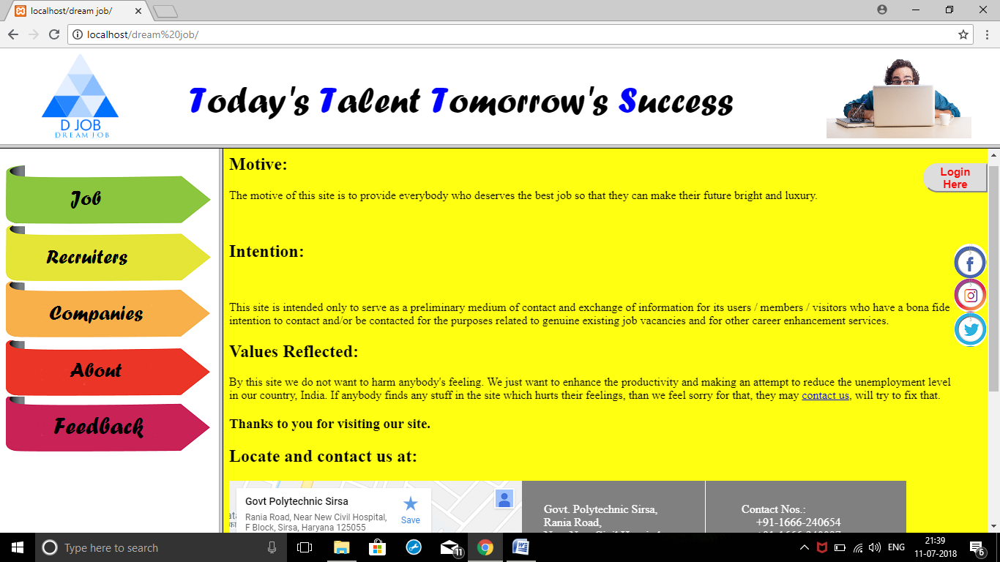 localhost/dream job/
localhost/dream%20job/
D JOB
DREAM JOB
Today's Talent Tomorrow's Success
Job
Recruiters
Companies
About
Feedback
Login
Here
Motive:
The motive of this site is to provide everybody who deserves the best job so that they can make their future bright and luxury.
Intention:
This site is intended only to serve as a preliminary medium of contact and exchange of information for its users / members / visitors who have a bona fide
intention to contact and/or be contacted for the purposes related to genuine existing job vacancies and for other career enhancement services.
Values Reflected:
By this site we do not want to harm anybody's feeling. We just want to enhance the productivity and making an attempt to reduce the unemployment level
in our country, India. If anybody finds any stuff in the site which hurts their feelings, than we feel sorry for that, they may contact us, will try to fix that.
Thanks to you for visiting our site.
Locate and contact us at:
Govt Polytechnic Sirsa
Rania Road, Near New Civil Hospital,
F Block, Sirsa, Haryana 125055
Save
Govt. Polytechnic Sirsa,
Rania Road,
Contact Nos.:
+91-1666-240654
Type here to search
11
ENG
21:39
11-07-2018
6